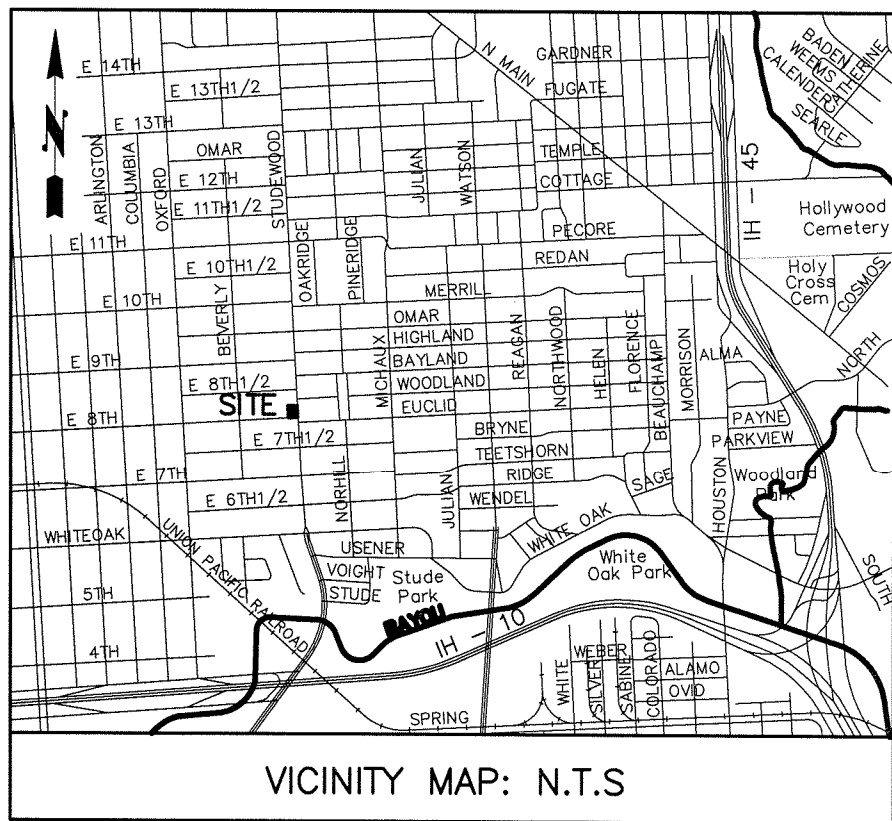 N
E 14TH
E 13TH1/2
E 13TH
OMAR
E 12TH
E 11TH1/2
E 11TH
E 10TH1/2
E 10TH
E 9TH
E 8TH1/2
SITE
E 8TH
E 7TH1/2
E 7TH
E 6TH1/2
WHITEOAK
5TH
4TH
ARLINGTON
COLUMBIA
OXFORD
BEVERLY
STUDEWOOD
OAKRIDGE
PINERIDGE
NORHILL
MICHAUX
JULIAN
WATSON
JULIAN
REAGAN
NORTHWOOD
HELEN
FLORENCE
BEAUCHAMP
MORRISON
HOUSTON
N MAIN
GARDNER
FUGATE
TEMPLE
COTTAGE
PECORE
REDAN
MERRILL
OMAR
HIGHLAND
BAYLAND
WOODLAND
EUCLID
BRYNE
TEETSHORN
RIDGE
WENDEL
SAGE
WHITE OAK
USENER
VOIGHT
STUDE
Stude
Park
BAYOU
White
Oak Park
UNION PACIFIC RAILROAD
IH - 10
IH - 45
BADEN
WEEMS
CALENDER
CATHERINE
SEARLE
Hollywood
Cemetery
Holy
Cross
Cem
COSMOS
NORTH
ALMA
PAYNE
PARKVIEW
Woodland
Park
SOUTH
WEBER
ALAMO
OVID
WHITE
SILVER
SABINE
COLORADO
SPRING
VICINITY MAP: N.T.S